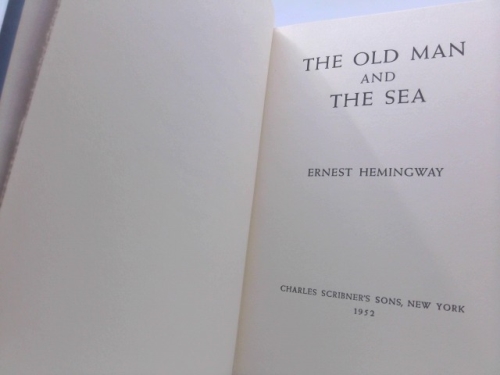 THE OLD MAN
AND
THE SEA
ERNEST HEMINGWAY
CHARLES SCRIBNER'S SONS, NEW YORK
1952